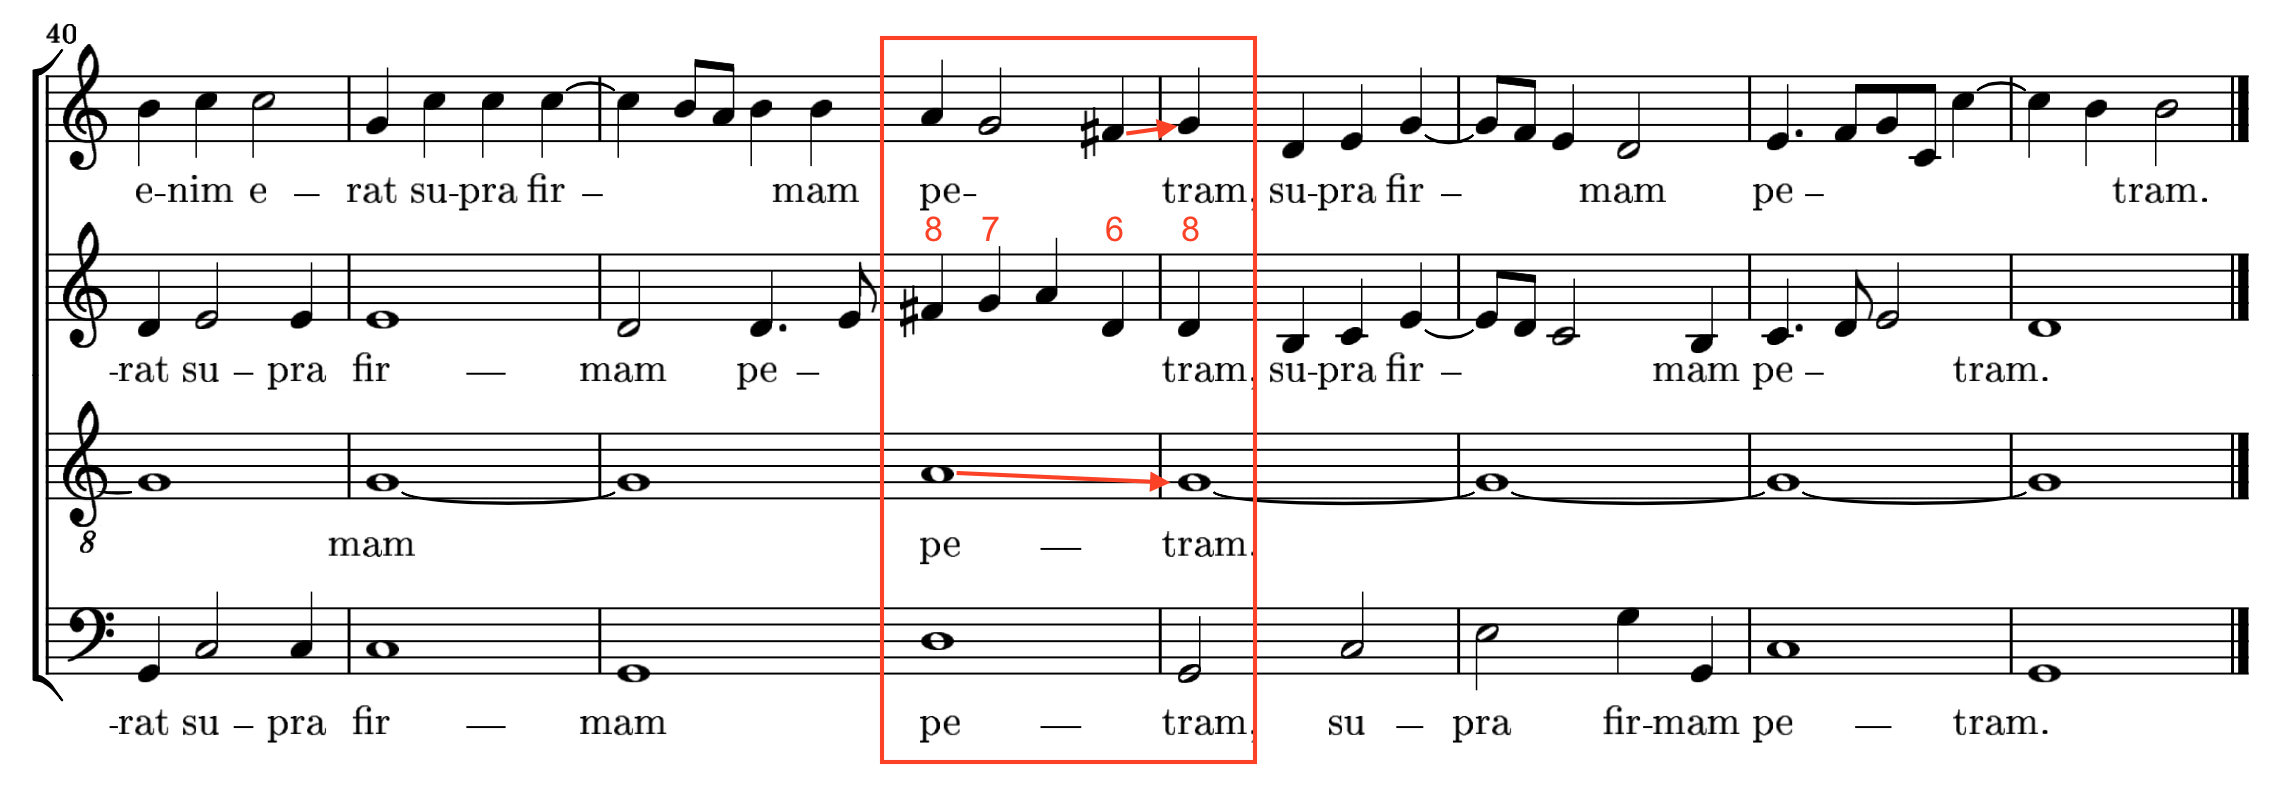 40
e-nim e – rat su-pra fir – mam pe- tram, su-pra fir – mam pe – tram.
8 7 6 8
-rat su – pra fir — mam pe – tram, su-pra fir – mam pe – tram.
8
mam pe — tram.
-rat su – pra fir — mam pe — tram, su – pra fir-mam pe — tram.